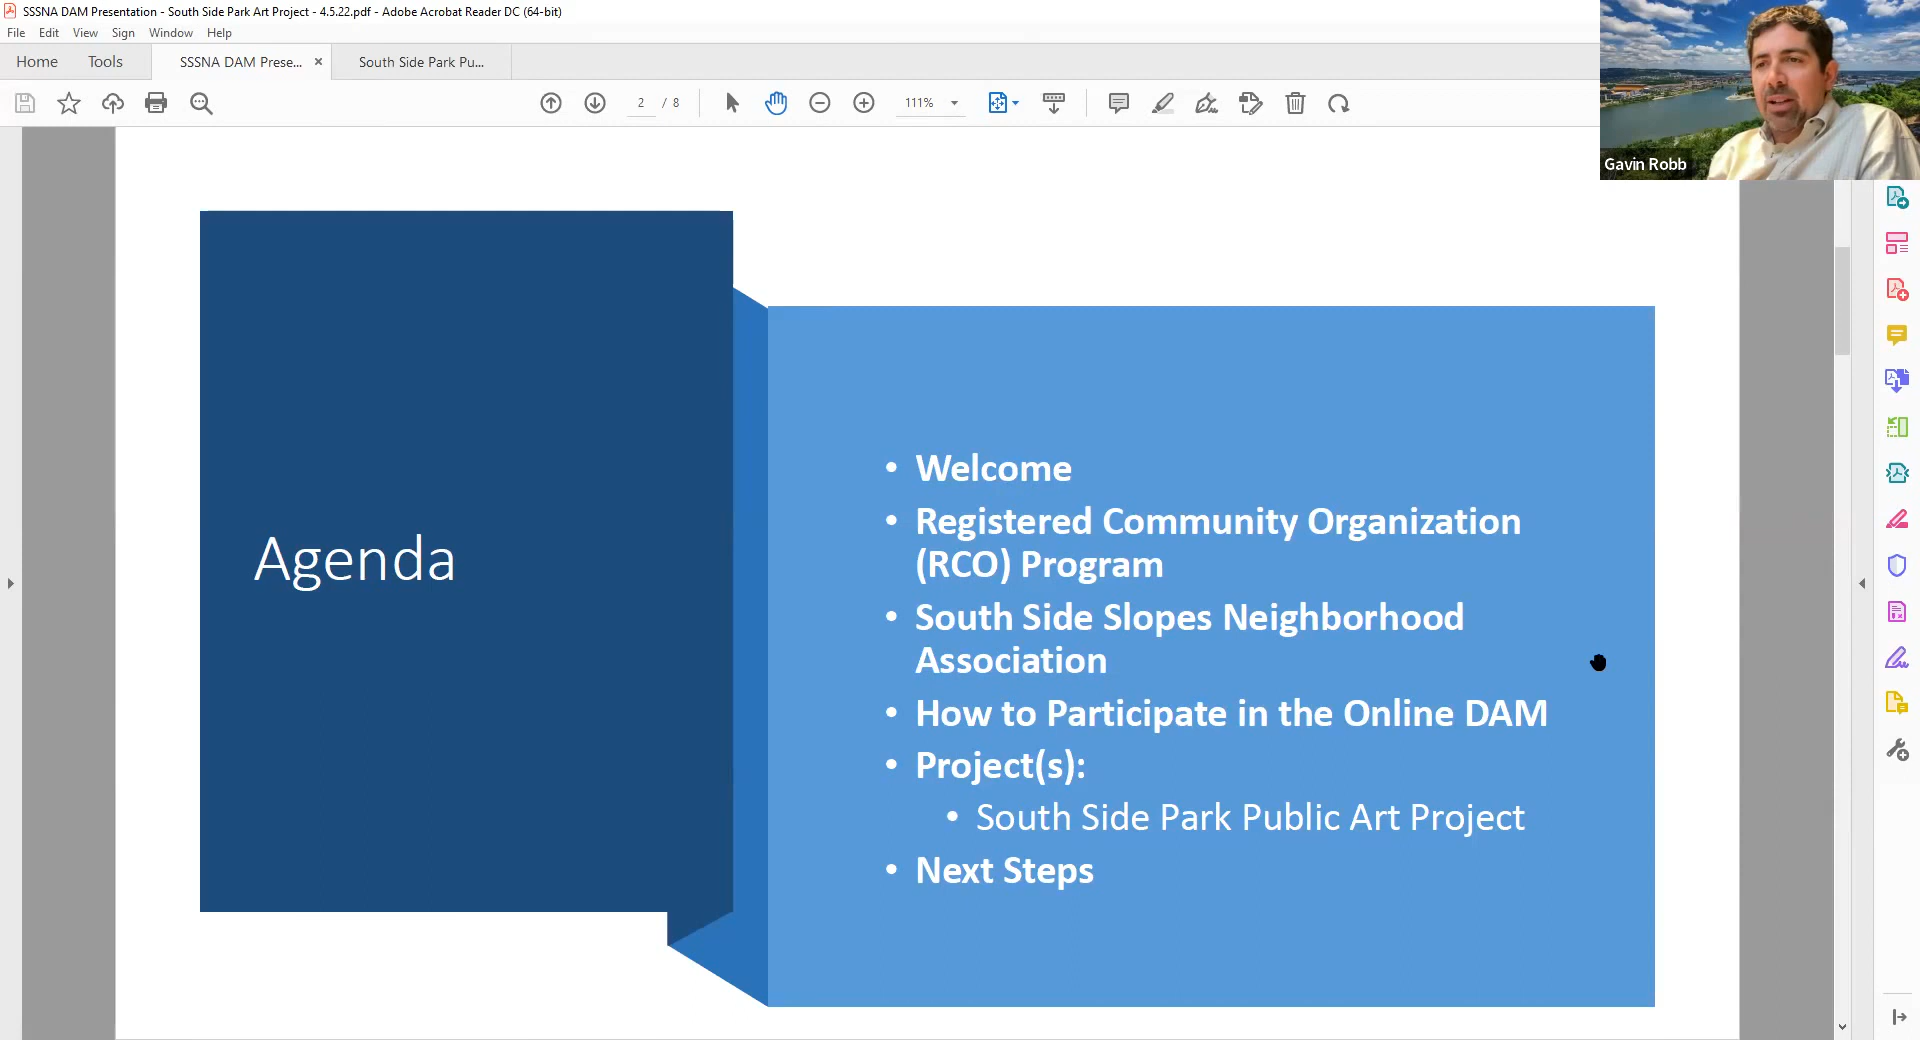 SSSNA DAM Presentation - South Side Park Art Project - 4.5.22.pdf - Adobe Acrobat Reader DC (64-bit)
File Edit View Sign Window Help
Home Tools SSSNA DAM Prese... × South Side Park Pu...
2 / 8 111%
Gavin Robb
Agenda
• Welcome
• Registered Community Organization
(RCO) Program
• South Side Slopes Neighborhood
Association
• How to Participate in the Online DAM
• Project(s):
• South Side Park Public Art Project
• Next Steps